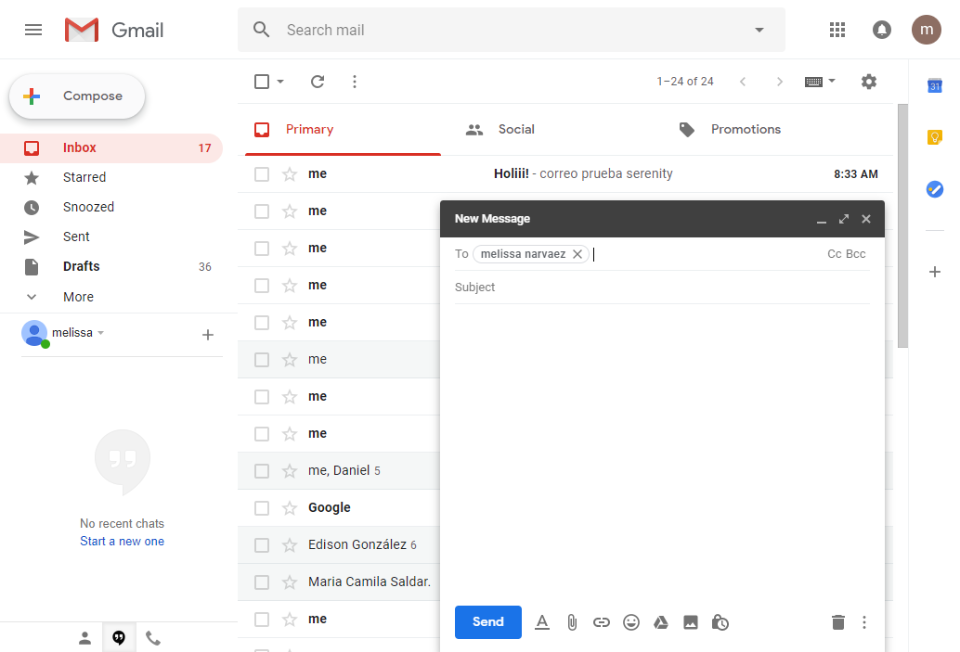 Gmail
Search mail
m
Compose
1–24 of 24
31
Primary
Social
Promotions
Inbox 17
Starred
Snoozed
Sent
Drafts 36
More
melissa
No recent chats
Start a new one
me Holiii! - correo prueba serenity 8:33 AM
me
me
me
me
me
me
me
me, Daniel 5
Google
Edison González 6
Maria Camila Saldar.
me
New Message
To melissa narvaez Cc Bcc
Subject
Send